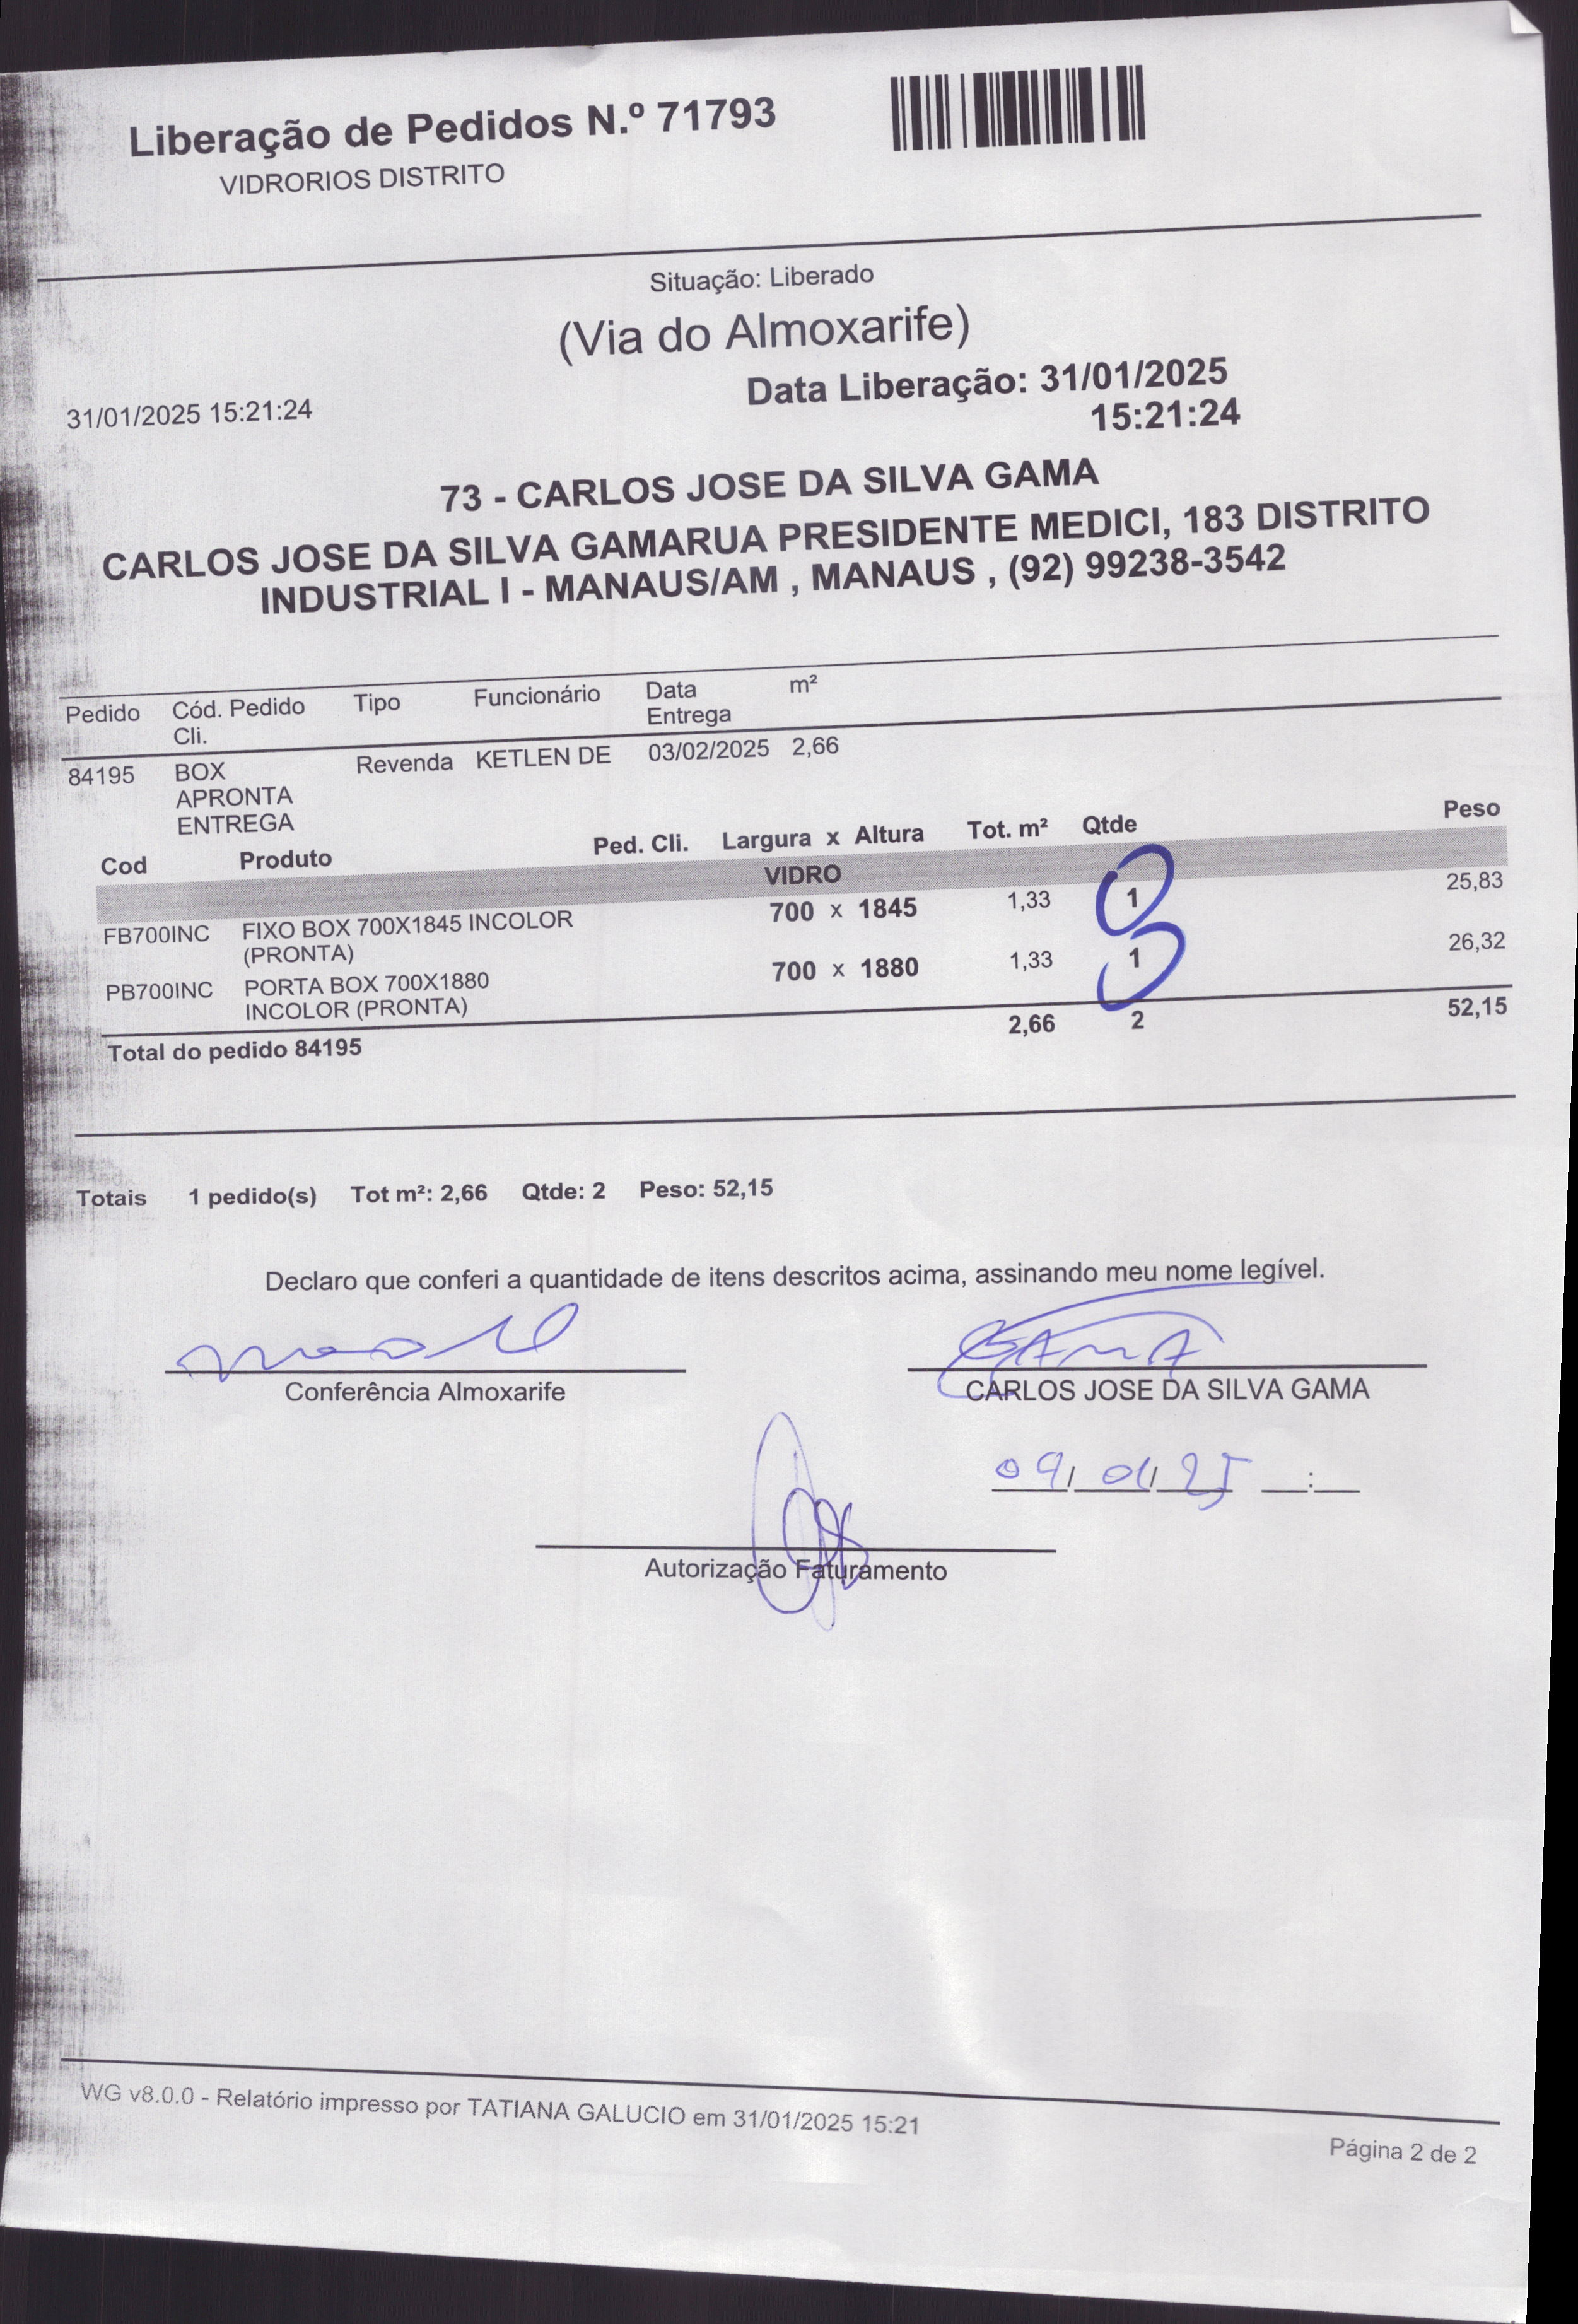 Liberação de Pedidos N.º 71793
VIDRORIOS DISTRITO
Situação: Liberado
(Via do Almoxarife)
31/01/2025 15:21:24
Data Liberação: 31/01/2025
15:21:24
73 - CARLOS JOSE DA SILVA GAMA
CARLOS JOSE DA SILVA GAMARUA PRESIDENTE MEDICI, 183 DISTRITO
INDUSTRIAL I - MANAUS/AM , MANAUS , (92) 99238-3542
Pedido Cód. Pedido Cli. Tipo Funcionário Data Entrega m²
84195 BOX APRONTA ENTREGA Revenda KETLEN DE 03/02/2025 2,66
Cod Produto Ped. Cli. Largura x Altura Tot. m² Qtde Peso
VIDRO
FB700INC FIXO BOX 700X1845 INCOLOR (PRONTA) 700 x 1845 1,33 1 25,83
PB700INC PORTA BOX 700X1880 INCOLOR (PRONTA) 700 x 1880 1,33 1 26,32
Total do pedido 84195 2,66 2 52,15
Totais 1 pedido(s) Tot m²: 2,66 Qtde: 2 Peso: 52,15
Declaro que conferi a quantidade de itens descritos acima, assinando meu nome legível.
GAMA
Conferência Almoxarife
CARLOS JOSE DA SILVA GAMA
Autorização Faturamento
WG v8.0.0 - Relatório impresso por TATIANA GALUCIO em 31/01/2025 15:21
Página 2 de 2